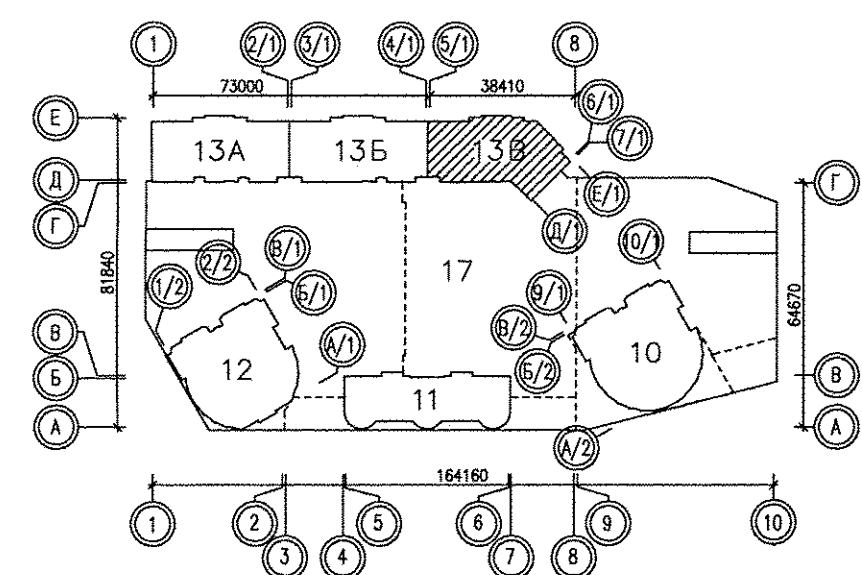 1 2/1 3/1 4/1 5/1 8
73000 38410
6/1
7/1
Е
13А 13Б 13В
Д Г
Е/1
Г
Д/1
В/1 10/1
2/2
17
81840
1/2 Б/1 9/1 64670
В А/1 В/2
12 Б/2 10
Б 11 В
А А
А/2
164160
1 2 5 6 9 10
3 4 7 8